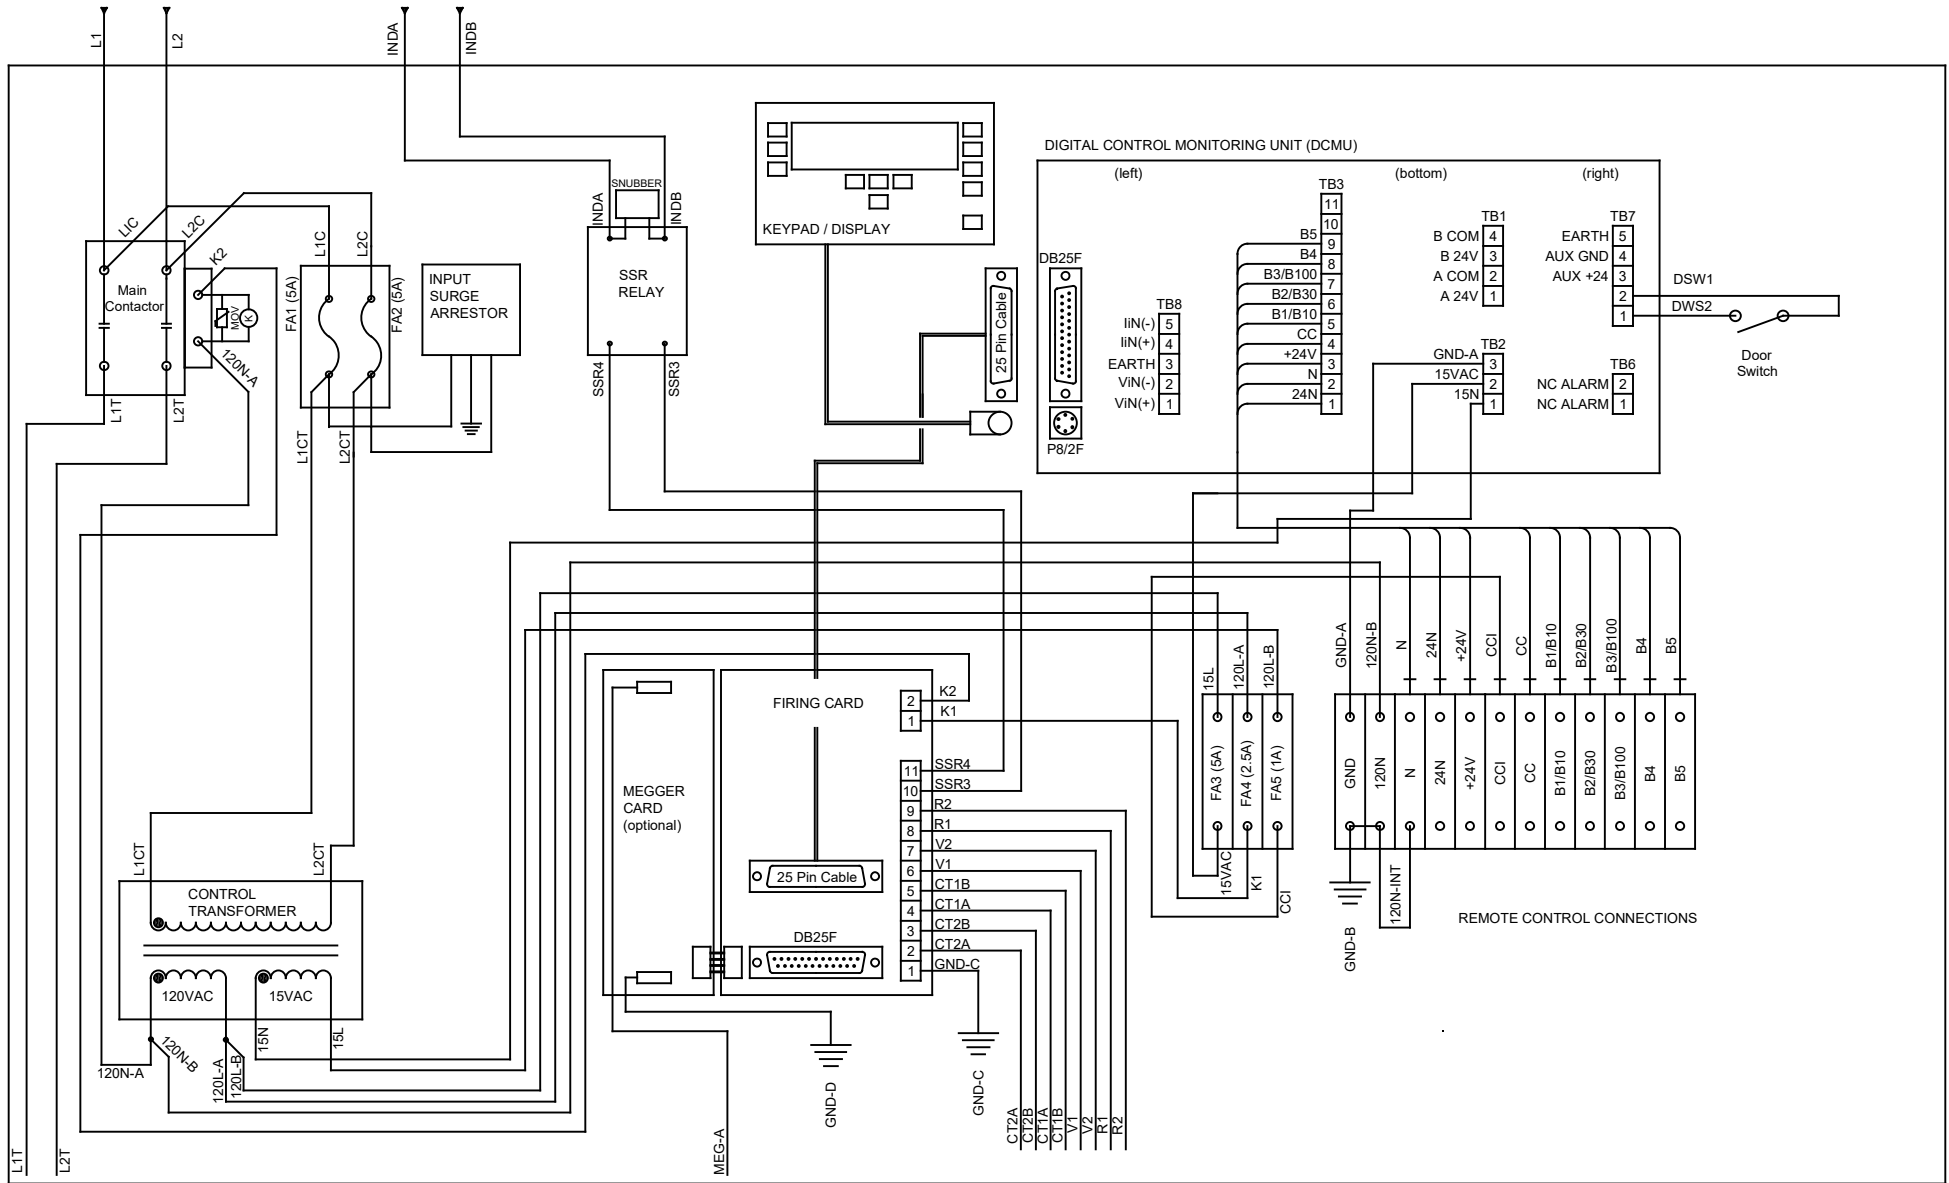 L1
L2
INDA
INDB
LIC
L2C
K2
Main
Contactor
MOV
K
120N-A
L1T
L2T
L1C
L2C
FA1 (5A)
FA2 (5A)
L1CT
L2CT
INPUT
SURGE
ARRESTOR
SNUBBER
INDA
INDB
SSR
RELAY
SSR4
SSR3
KEYPAD / DISPLAY
25 Pin Cable
DIGITAL CONTROL MONITORING UNIT (DCMU)
(left)
(bottom)
(right)
DB25F
P8/2F
TB8
IiN(-) 5
IiN(+) 4
EARTH 3
ViN(-) 2
ViN(+) 1
TB3
11
10
B5 9
B4 8
B3/B100 7
B2/B30 6
B1/B10 5
CC 4
+24V 3
N 2
24N 1
TB1
B COM 4
B 24V 3
A COM 2
A 24V 1
TB2
GND-A 3
15VAC 2
15N 1
TB7
EARTH 5
AUX GND 4
AUX +24 3
2
1
DSW1
DWS2
Door
Switch
TB6
NC ALARM 2
NC ALARM 1
L1CT
L2CT
CONTROL
TRANSFORMER
120VAC
15VAC
120N-A
120N-B
120L-A
120L-B
15N
15L
L1T
L2T
MEGGER
CARD
(optional)
MEG-A
GND-D
FIRING CARD
25 Pin Cable
DB25F
2 K2
1 K1
11 SSR4
10 SSR3
9 R2
8 R1
7 V2
6 V1
5 CT1B
4 CT1A
3 CT2B
2 CT2A
1 GND-C
GND-C
CT2A
CT2B
CT1A
CT1B
V1
V2
R1
R2
15L
120L-A
120L-B
FA3 (5A)
FA4 (2.5A)
FA5 (1A)
15VAC
K1
CCI
GND-A
120N-B
N
24N
+24V
CCI
CC
B1/B10
B2/B30
B3/B100
B4
B5
GND
120N
N
24N
+24V
CCI
CC
B1/B10
B2/B30
B3/B100
B4
B5
120N-INT
GND-B
REMOTE CONTROL CONNECTIONS